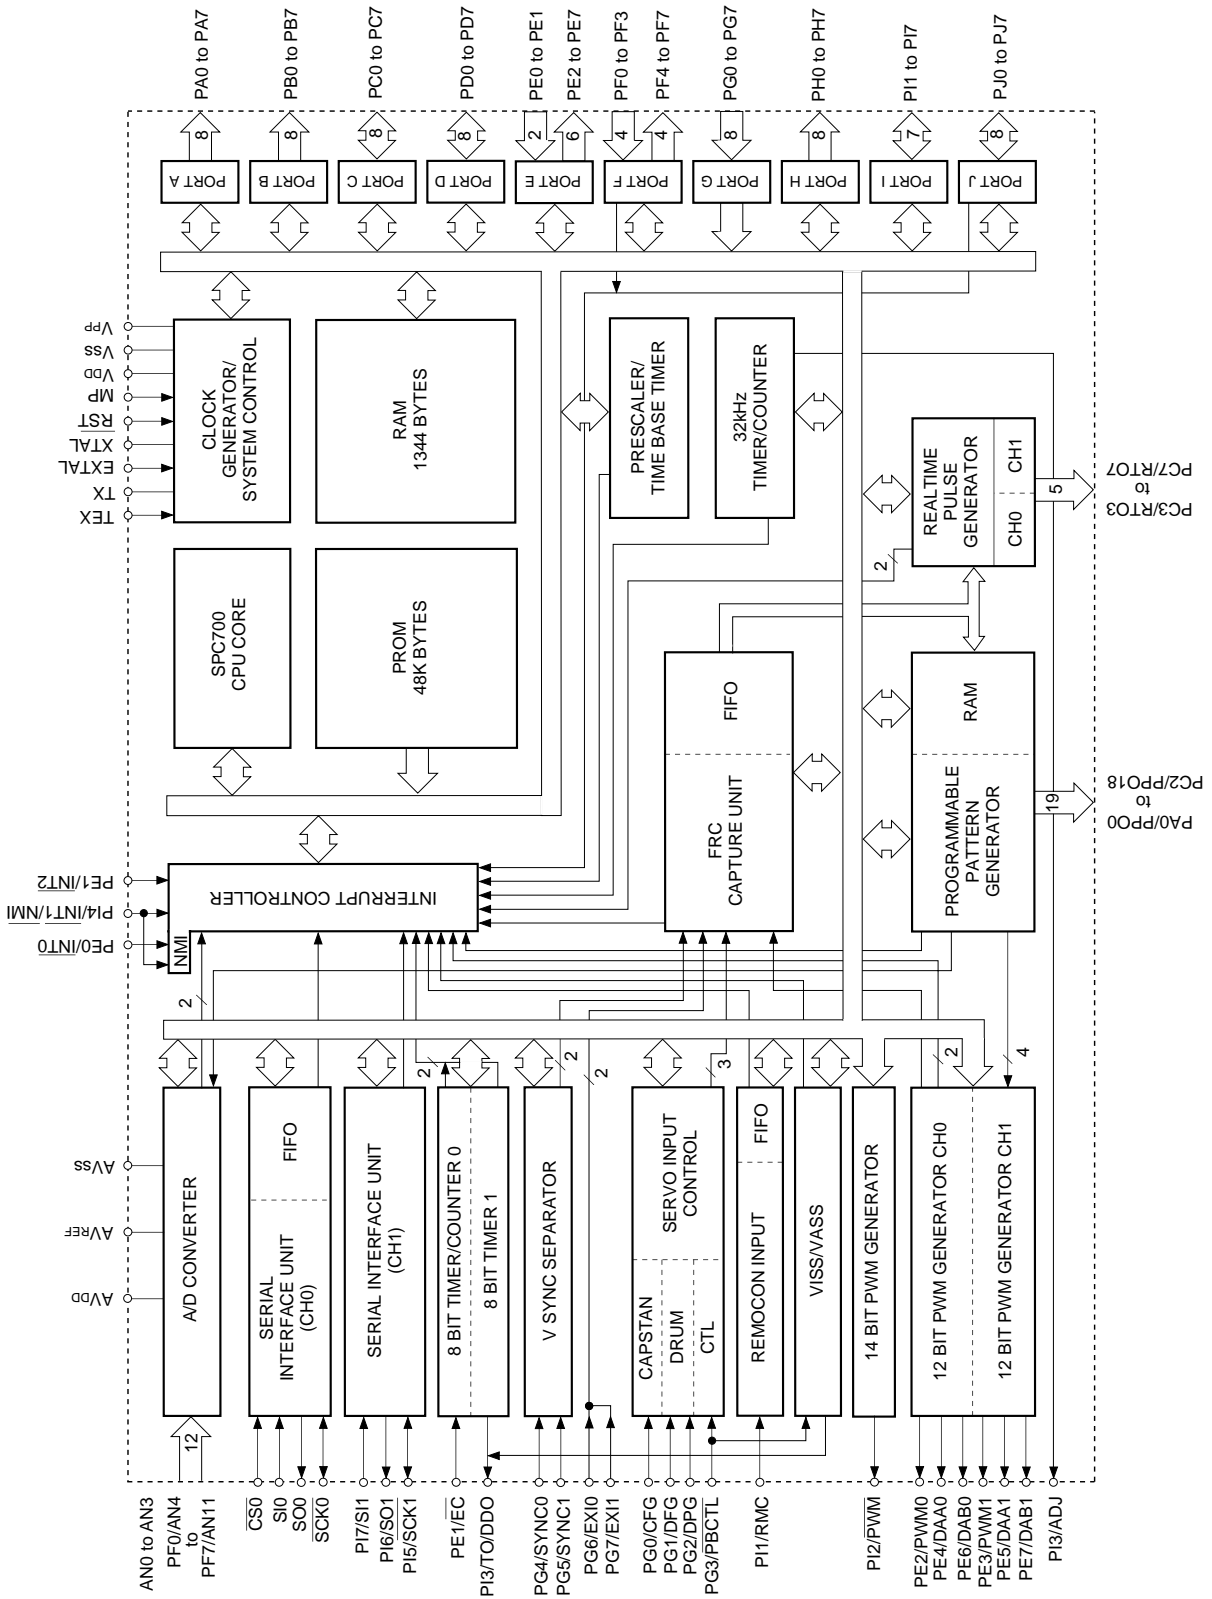 PA0 to PA7
PB0 to PB7
PC0 to PC7
PD0 to PD7
PE0 to PE1
PE2 to PE7
PF0 to PF3
PF4 to PF7
PG0 to PG7
PH0 to PH7
PI1 to PI7
PJ0 to PJ7
8
8
8
8
2
6
4
4
8
8
7
8
PORT A
PORT B
PORT C
PORT D
PORT E
PORT F
PORT G
PORT H
PORT I
PORT J
VPP
VSS
VDD
MP
RST
XTAL
EXTAL
TX
TEX
CLOCK
GENERATOR/
SYSTEM CONTROL
RAM
1344 BYTES
PRESCALER/
TIME BASE TIMER
32kHz
TIMER/COUNTER
REALTIME
PULSE
GENERATOR
CH0
CH1
5
PC3/RTO3
to
PC7/RTO7
2
SPC700
CPU CORE
PROM
48K BYTES
FRC
CAPTURE UNIT
FIFO
PROGRAMMABLE
PATTERN
GENERATOR
RAM
19
PA0/PPO0
to
PC2/PPO18
PE1/INT2
PI4/INT1/NMI
PE0/INT0
NMI
INTERRUPT CONTROLLER
2
2
2
2
3
2
4
AVSS
AVREF
AVDD
A/D CONVERTER
12
SERIAL
INTERFACE UNIT
(CH0)
FIFO
SERIAL INTERFACE UNIT
(CH1)
8 BIT TIMER/COUNTER 0
8 BIT TIMER 1
V SYNC SEPARATOR
SERVO INPUT
CONTROL
CAPSTAN
DRUM
CTL
REMOCON INPUT
FIFO
VISS/VASS
14 BIT PWM GENERATOR
12 BIT PWM GENERATOR CH0
12 BIT PWM GENERATOR CH1
AN0 to AN3
PF0/AN4
to
PF7/AN11
CS0
SI0
SO0
SCK0
PI7/SI1
PI6/SO1
PI5/SCK1
PE1/EC
PI3/TO/DDO
PG4/SYNC0
PG5/SYNC1
PG6/EXI0
PG7/EXI1
PG0/CFG
PG1/DFG
PG2/DPG
PG3/PBCTL
PI1/RMC
PI2/PWM
PE2/PWM0
PE4/DAA0
PE6/DAB0
PE3/PWM1
PE5/DAA1
PE7/DAB1
PI3/ADJ